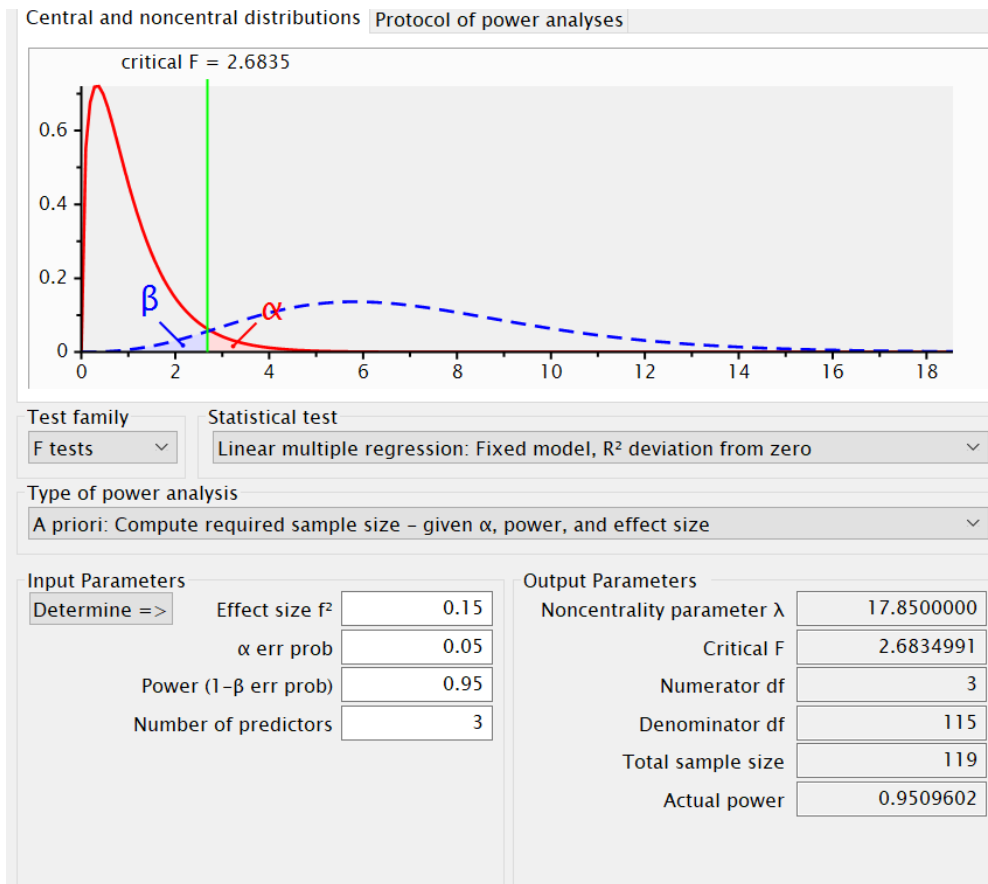 Central and noncentral distributions Protocol of power analyses
critical F = 2.6835
0.6
0.4
0.2
0
β
α
0 2 4 6 8 10 12 14 16 18
Test family Statistical test
F tests Linear multiple regression: Fixed model, R² deviation from zero
Type of power analysis
A priori: Compute required sample size – given α, power, and effect size
Input Parameters
Determine => Effect size f² 0.15
α err prob 0.05
Power (1-β err prob) 0.95
Number of predictors 3
Output Parameters
Noncentrality parameter λ 17.8500000
Critical F 2.6834991
Numerator df 3
Denominator df 115
Total sample size 119
Actual power 0.9509602